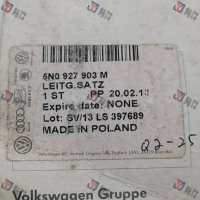 5N0 927 903 M
LEITG.SATZ
1 ST PP 20.02.13
Expire date: NONE
Lot: SV/13 LS 397689
MADE IN POLAND
Q2-25
Volkswagen Gruppe